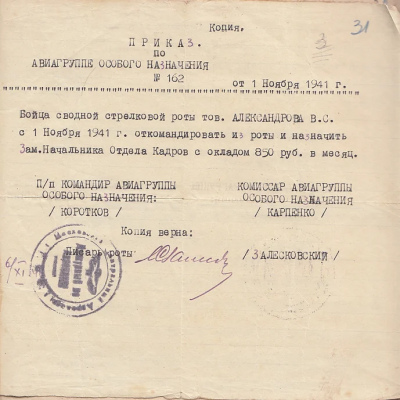 Копия.
31
3
ПРИКАЗ.
по
АВИАГРУППЕ ОСОБОГО НАЗНАЧЕНИЯ
№ 162
от 1 Ноября 1941 г.
Бойца сводной стрелковой роты тов. АЛЕКСАНДРОВА В.С.
с 1 Ноября 1941 г. откомандировать из роты и назначить
Зам.Начальника Отдела Кадров с окладом 850 руб. в месяц.
П/п КОМАНДИР АВИАГРУППЫ
ОСОБОГО НАЗНАЧЕНИЯ:
/ КОРОТКОВ /
КОМИССАР АВИАГРУППЫ
ОСОБОГО НАЗНАЧЕНИЯ
/ КАРПЕНКО /
Копия верна:
Писарь роты
/ЗАЛЕСКОВСКИЙ /